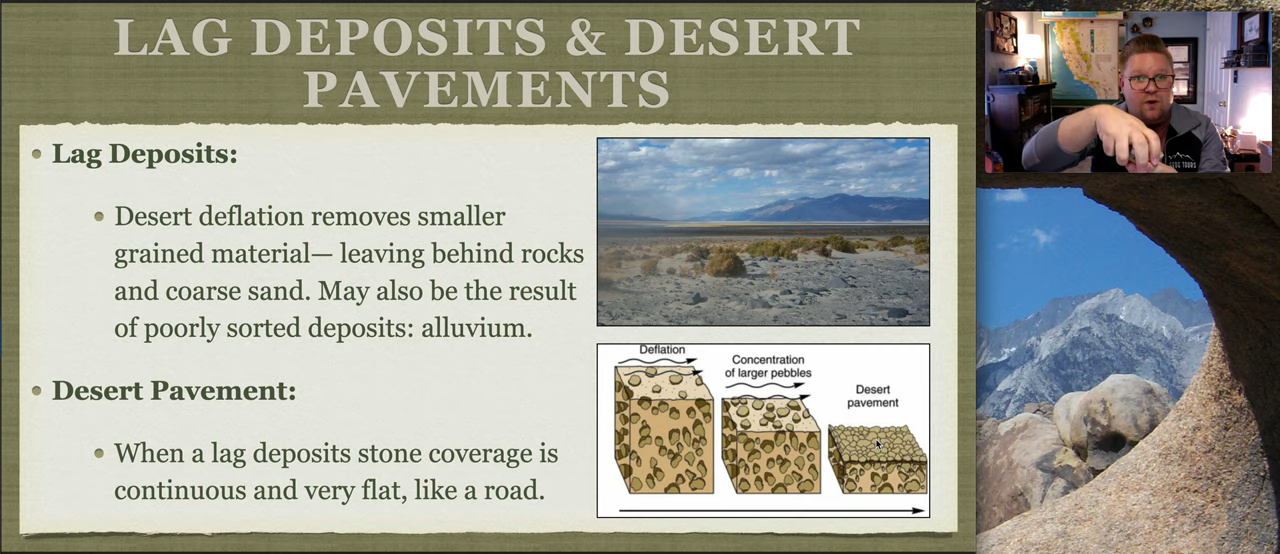 LAG DEPOSITS & DESERT
PAVEMENTS
Lag Deposits:
Desert deflation removes smaller
grained material— leaving behind rocks
and coarse sand. May also be the result
of poorly sorted deposits: alluvium.
Desert Pavement:
When a lag deposits stone coverage is
continuous and very flat, like a road.
Deflation
Concentration
of larger pebbles
Desert
pavement